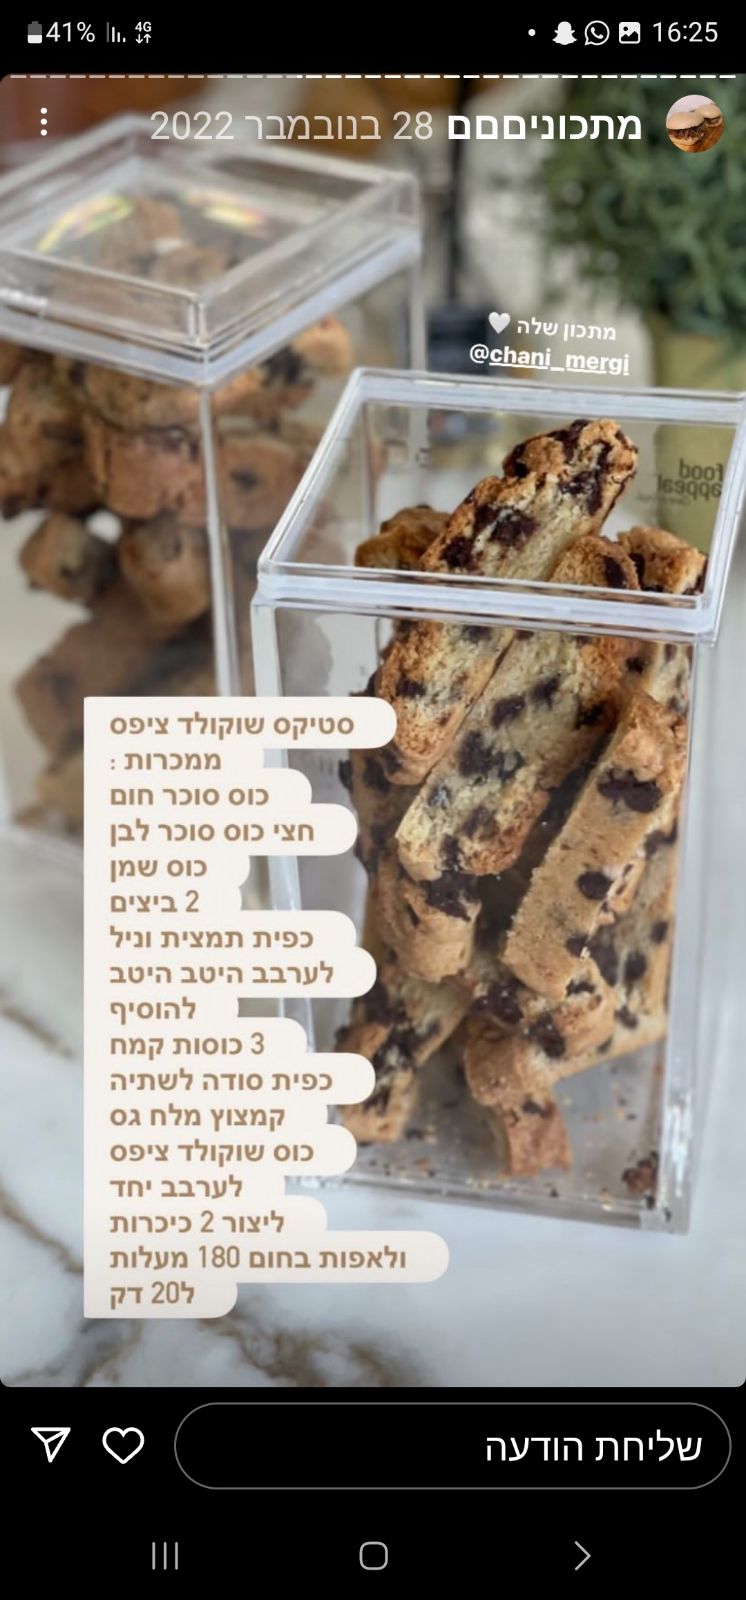 41% 4G 16:25
מתכוניםםם 28 בנובמבר 2022
מתכון שלה 🤍
@chani_mergi
food
appeal
סטיקס שוקולד ציפס
ממכרות :
כוס סוכר חום
חצי כוס סוכר לבן
כוס שמן
2 ביצים
כפית תמצית וניל
לערבב היטב היטב
להוסיף
3 כוסות קמח
כפית סודה לשתיה
קמצוץ מלח גס
כוס שוקולד ציפס
לערבב יחד
ליצור 2 כיכרות
ולאפות בחום 180 מעלות
ל20 דק
שליחת הודעה